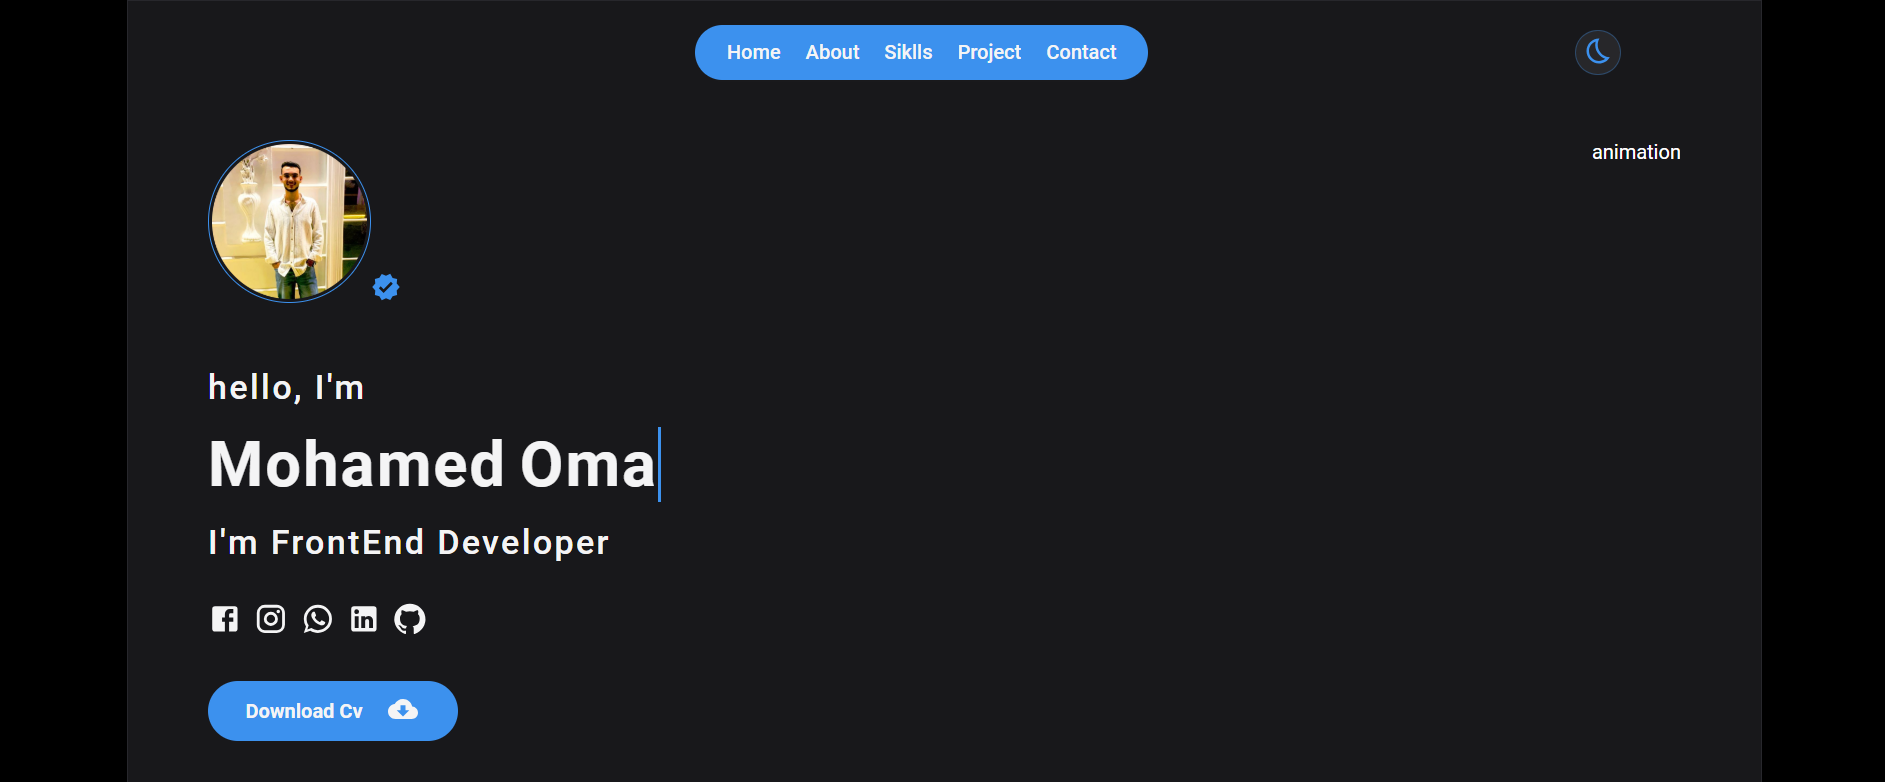 Home About Siklls Project Contact
animation
hello, I'm
Mohamed Oma
I'm FrontEnd Developer
Download Cv